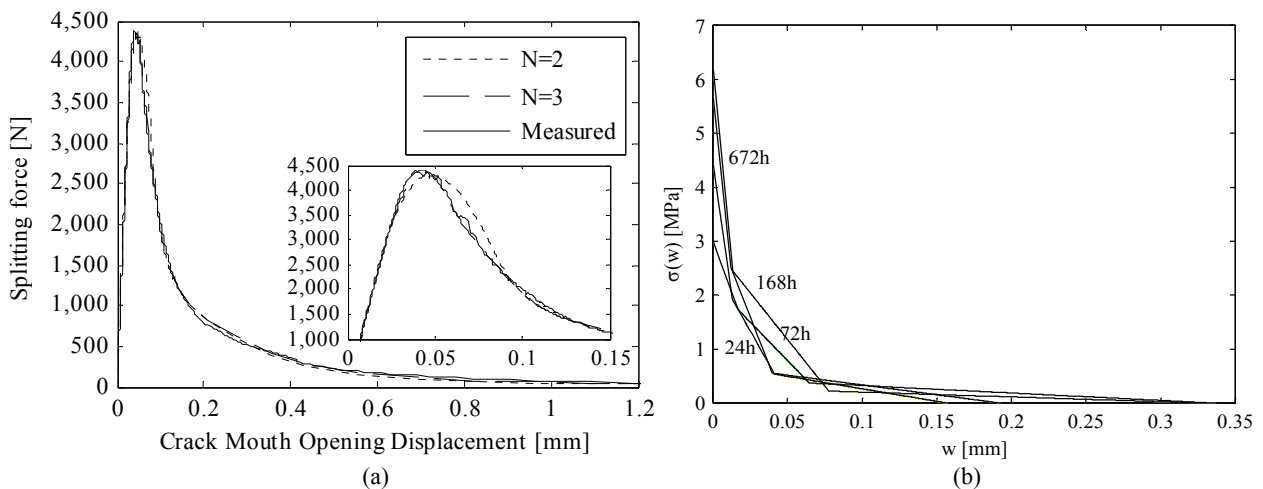 4,500
4,000
3,500
3,000
2,500
2,000
1,500
1,000
500
0
Splitting force [N]
N=2
N=3
Measured
4,500
4,000
3,500
3,000
2,500
2,000
1,500
1,000
0 0.05 0.1 0.15
0 0.2 0.4 0.6 0.8 1 1.2
Crack Mouth Opening Displacement [mm]
(a)
7
6
5
4
3
2
1
0
σ(w) [MPa]
672h
168h
72h
24h
0 0.05 0.1 0.15 0.2 0.25 0.3 0.35
w [mm]
(b)